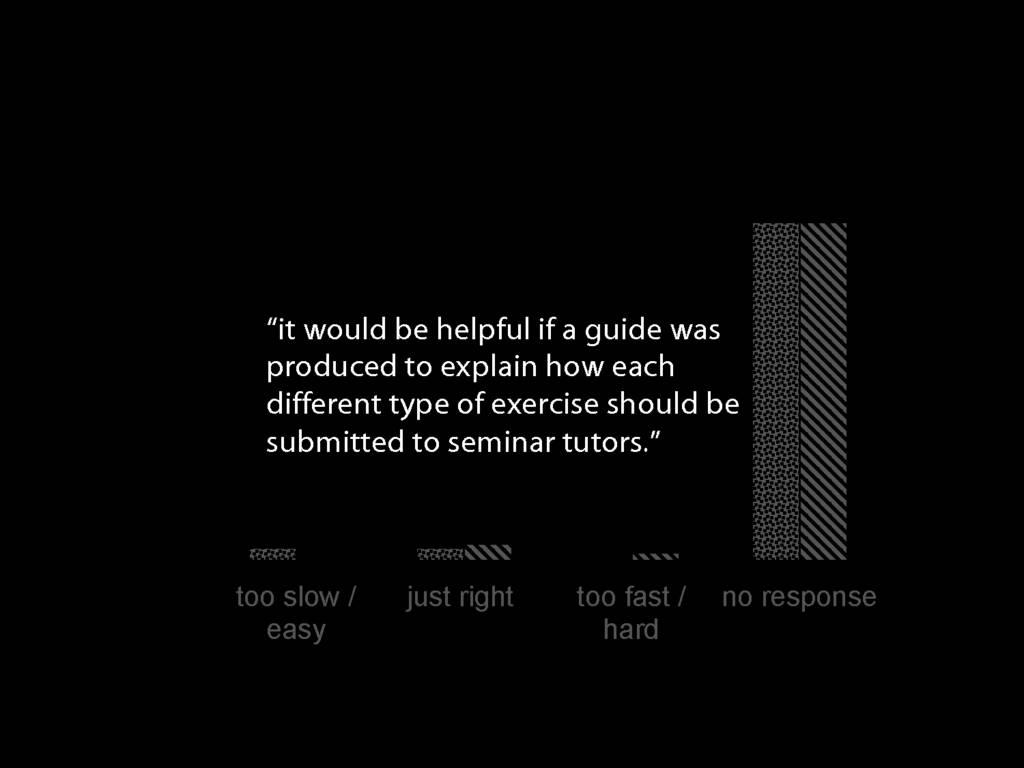 “it would be helpful if a guide was
produced to explain how each
different type of exercise should be
submitted to seminar tutors.”
too slow / just right too fast / no response
easy hard